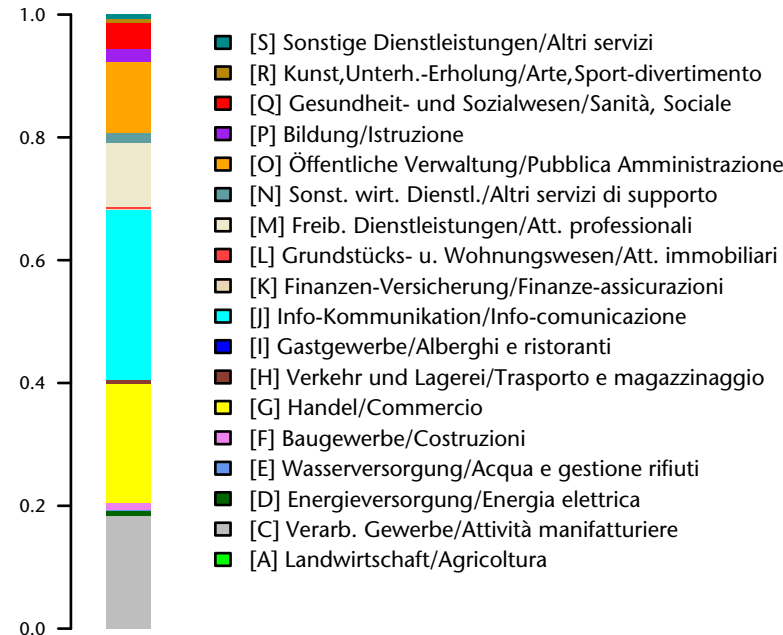 1.0
0.8
0.6
0.4
0.2
0.0
[S] Sonstige Dienstleistungen/Altri servizi
[R] Kunst,Unterh.-Erholung/Arte,Sport-divertimento
[Q] Gesundheit- und Sozialwesen/Sanità, Sociale
[P] Bildung/Istruzione
[O] Öffentliche Verwaltung/Pubblica Amministrazione
[N] Sonst. wirt. Dienstl./Altri servizi di supporto
[M] Freib. Dienstleistungen/Att. professionali
[L] Grundstücks- u. Wohnungswesen/Att. immobiliari
[K] Finanzen-Versicherung/Finanze-assicurazioni
[J] Info-Kommunikation/Info-comunicazione
[I] Gastgewerbe/Alberghi e ristoranti
[H] Verkehr und Lagerei/Trasporto e magazzinaggio
[G] Handel/Commercio
[F] Baugewerbe/Costruzioni
[E] Wasserversorgung/Acqua e gestione rifiuti
[D] Energieversorgung/Energia elettrica
[C] Verarb. Gewerbe/Attività manifatturiere
[A] Landwirtschaft/Agricoltura